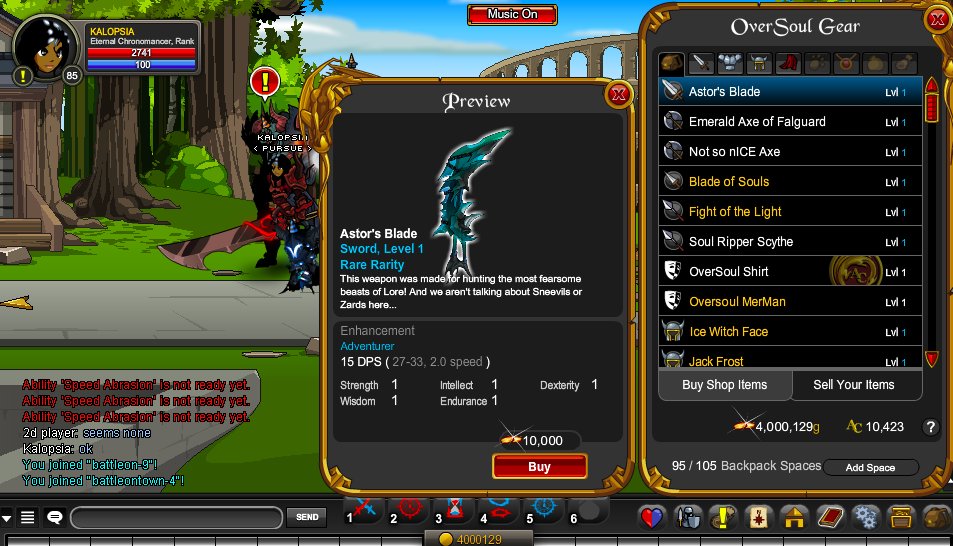 Music On
KALOPSIA
Eternal Chronomancer, Rank
2741
100
85
KALOPSIA
< PURSUE >
Ability 'Speed Abrasion' is not ready yet.
Ability 'Speed Abrasion' is not ready yet.
Ability 'Speed Abrasion' is not ready yet.
2d player: seems none
Kalopsia: ok
You joined "battleon-9"!
You joined "battleontown-4"!
Preview
Astor's Blade
Sword, Level 1
Rare Rarity
This weapon was made for hunting the most fearsome
beasts of Lore! And we aren't talking about Sneevils or
Zards here...
Enhancement
Adventurer
15 DPS ( 27-33, 2.0 speed )
Strength 1 Intellect 1 Dexterity 1
Wisdom 1 Endurance 1
10,000
Buy
OverSoul Gear
Astor's Blade Lvl 1
Emerald Axe of Falguard Lvl 1
Not so nICE Axe Lvl 1
Blade of Souls Lvl 1
Fight of the Light Lvl 1
Soul Ripper Scythe Lvl 1
OverSoul Shirt AC Lvl 1
Oversoul MerMan Lvl 1
Ice Witch Face Lvl 1
Jack Frost Lvl 1
Buy Shop Items Sell Your Items
4,000,129g AC 10,423 ?
95 / 105 Backpack Spaces Add Space
SEND
1 2 3 4 5 6
4000129